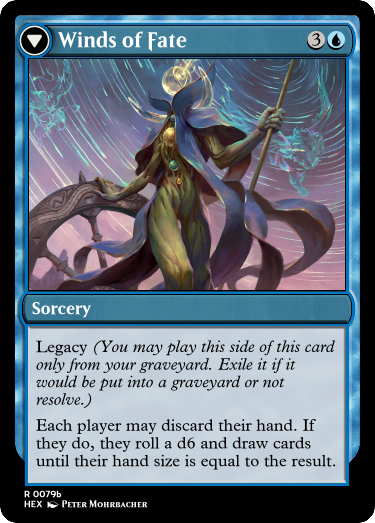 Winds of Fate 3
Sorcery
Legacy (You may play this side of this card
only from your graveyard. Exile it if it
would be put into a graveyard or not
resolve.)
Each player may discard their hand. If
they do, they roll a d6 and draw cards
until their hand size is equal to the result.
R 0079b
HEX Peter Mohrbacher